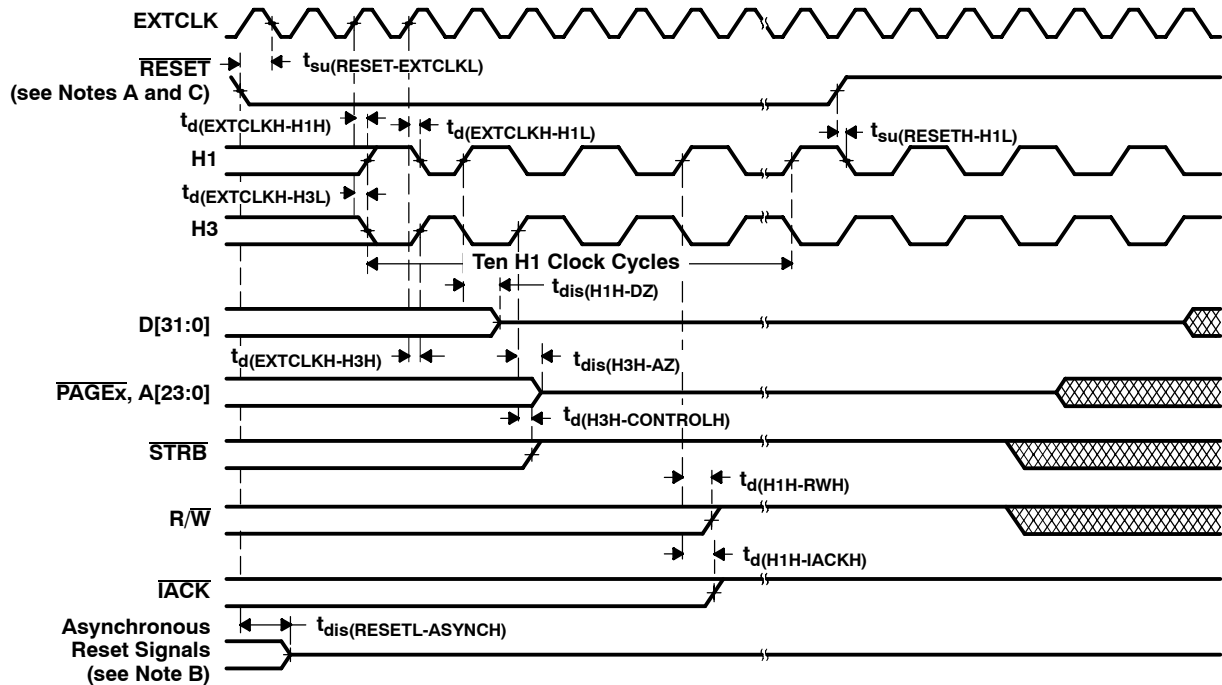 EXTCLK
tsu(RESET-EXTCLKL)
RESET
(see Notes A and C)
td(EXTCLKH-H1H)
td(EXTCLKH-H1L)
tsu(RESETH-H1L)
H1
td(EXTCLKH-H3L)
H3
Ten H1 Clock Cycles
tdis(H1H-DZ)
D[31:0]
td(EXTCLKH-H3H)
tdis(H3H-AZ)
PAGEx, A[23:0]
td(H3H-CONTROLH)
STRB
td(H1H-RWH)
R/W
td(H1H-IACKH)
IACK
Asynchronous
Reset Signals
(see Note B)
tdis(RESETL-ASYNCH)